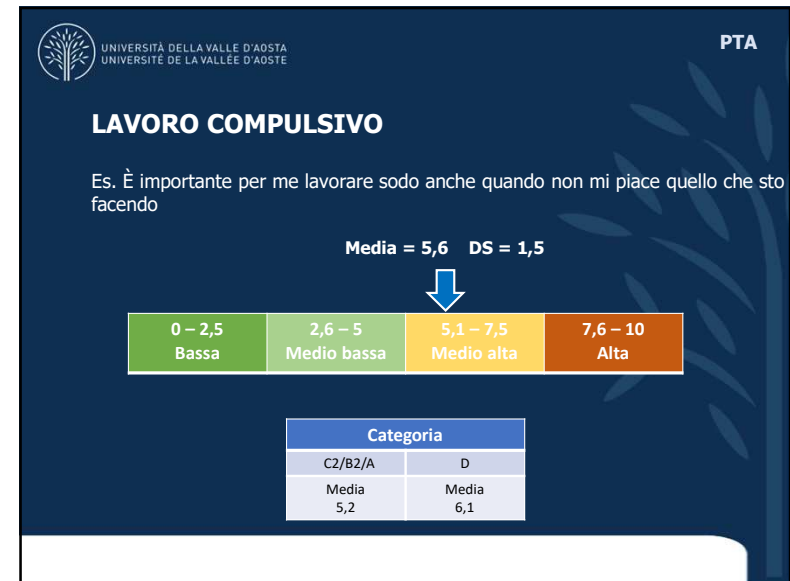 UNIVERSITÀ DELLA VALLE D'AOSTA
UNIVERSITÉ DE LA VALLÉE D'AOSTE
PTA
LAVORO COMPULSIVO
Es. È importante per me lavorare sodo anche quando non mi piace quello che sto
facendo
Media = 5,6 DS = 1,5
0 – 2,5 2,6 – 5 5,1 – 7,5 7,6 – 10
Bassa Medio bassa Medio alta Alta
Categoria
C2/B2/A D
Media Media
5,2 6,1